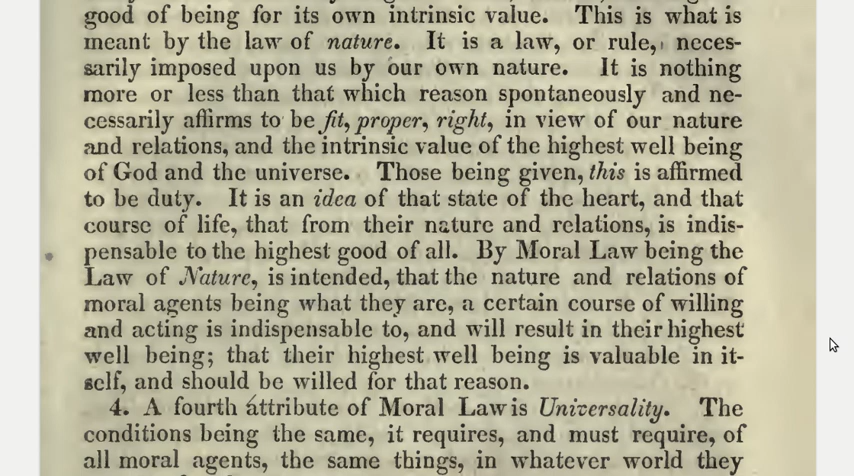 good of being for its own intrinsic value. This is what is
meant by the law of nature. It is a law, or rule, neces-
sarily imposed upon us by our own nature. It is nothing
more or less than that which reason spontaneously and ne-
cessarily affirms to be fit, proper, right, in view of our nature
and relations, and the intrinsic value of the highest well being
of God and the universe. Those being given, this is affirmed
to be duty. It is an idea of that state of the heart, and that
course of life, that from their nature and relations, is indis-
pensable to the highest good of all. By Moral Law being the
Law of Nature, is intended, that the nature and relations of
moral agents being what they are, a certain course of willing
and acting is indispensable to, and will result in their highest
well being; that their highest well being is valuable in it-
self, and should be willed for that reason.
4. A fourth attribute of Moral Law is Universality. The
conditions being the same, it requires, and must require, of
all moral agents, the same things, in whatever world they